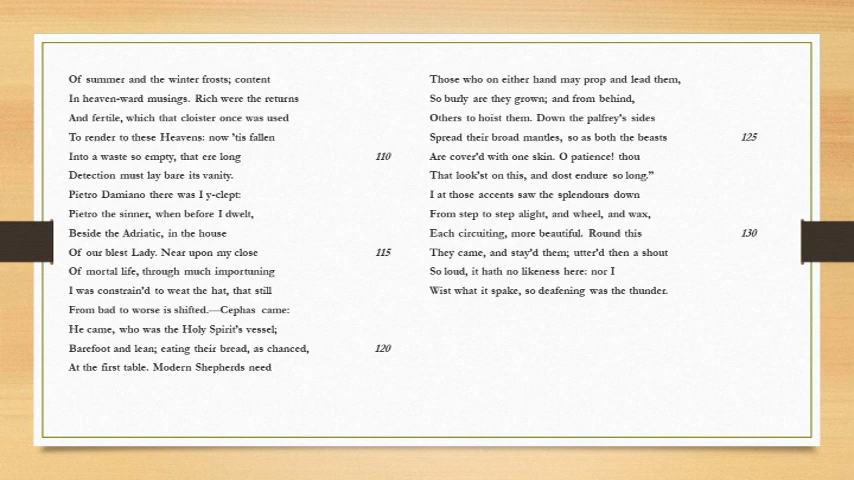 Of summer and the winter frosts; content
In heaven-ward musings. Rich were the returns
And fertile, which that cloister once was used
To render to these Heavens: now ’tis fallen
Into a waste so empty, that ere long 110
Detection must lay bare its vanity.
Pietro Damiano there was I y-clept:
Pietro the sinner, when before I dwelt,
Beside the Adriatic, in the house
Of our blest Lady. Near upon my close 115
Of mortal life, through much importuning
I was constrain’d to weat the hat, that still
From bad to worse is shifted.—Cephas came:
He came, who was the Holy Spirit’s vessel;
Barefoot and lean; eating their bread, as chanced, 120
At the first table. Modern Shepherds need
Those who on either hand may prop and lead them,
So burly are they grown; and from behind,
Others to hoist them. Down the palfrey’s sides
Spread their broad mantles, so as both the beasts 125
Are cover’d with one skin. O patience! thou
That look’st on this, and dost endure so long.”
I at those accents saw the splendours down
From step to step alight, and wheel, and wax,
Each circuiting, more beautiful. Round this 130
They came, and stay’d them; utter’d then a shout
So loud, it hath no likeness here: nor I
Wist what it spake, so deafening was the thunder.